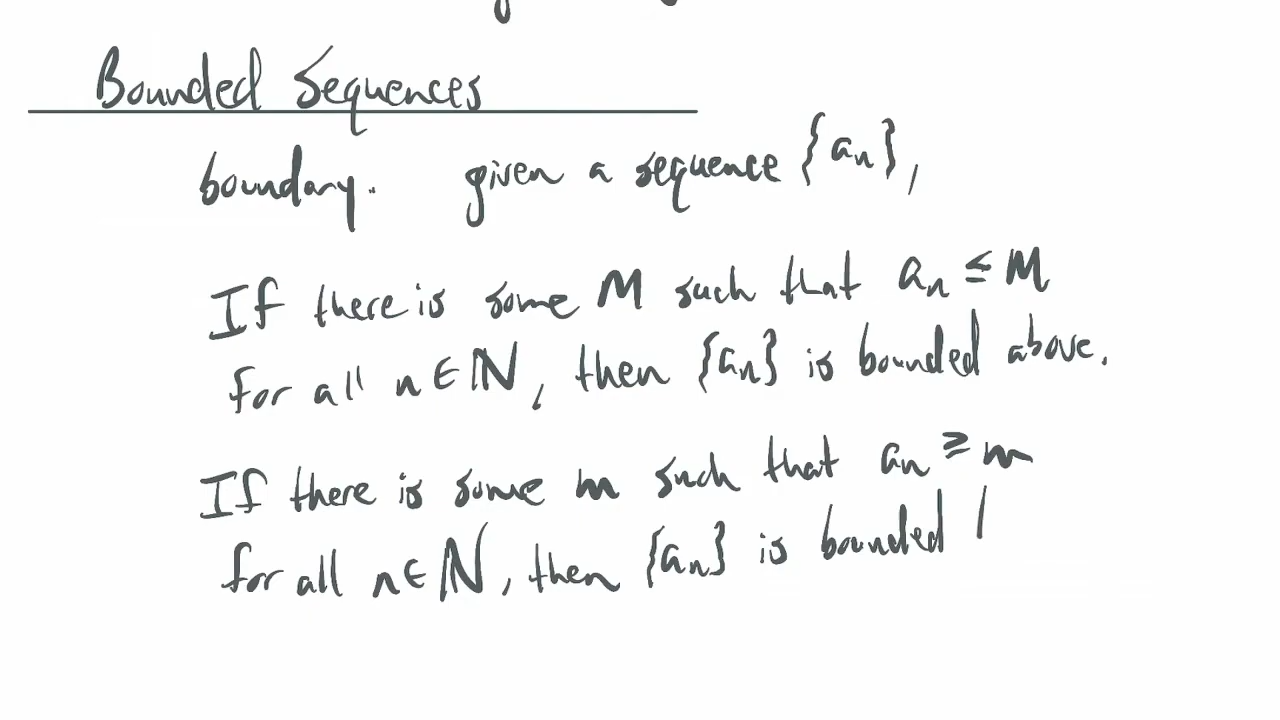 Bounded Sequences
boundary. given a sequence {aₙ},
If there is some M such that aₙ ≤ M
for all n ∈ ℕ, then {aₙ} is bounded above.
If there is some m such that aₙ ≥ m
for all n ∈ ℕ, then {aₙ} is bounded